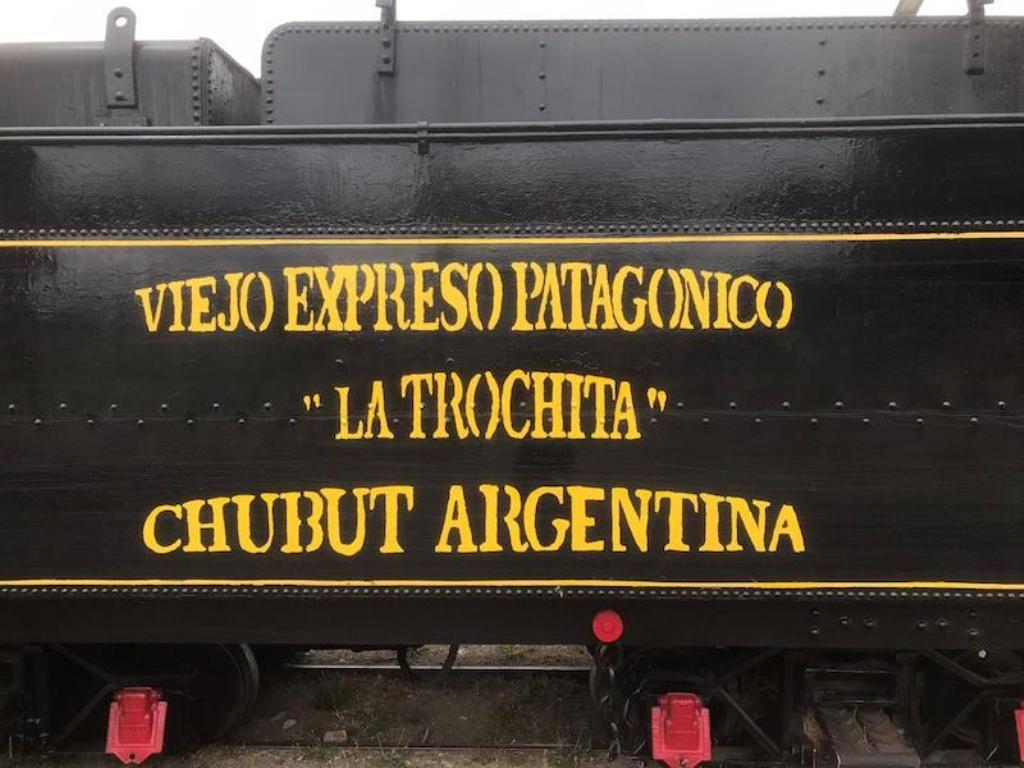 VIEJO EXPRESO PATAGONICO
"LA TROCHITA"
CHUBUT ARGENTINA